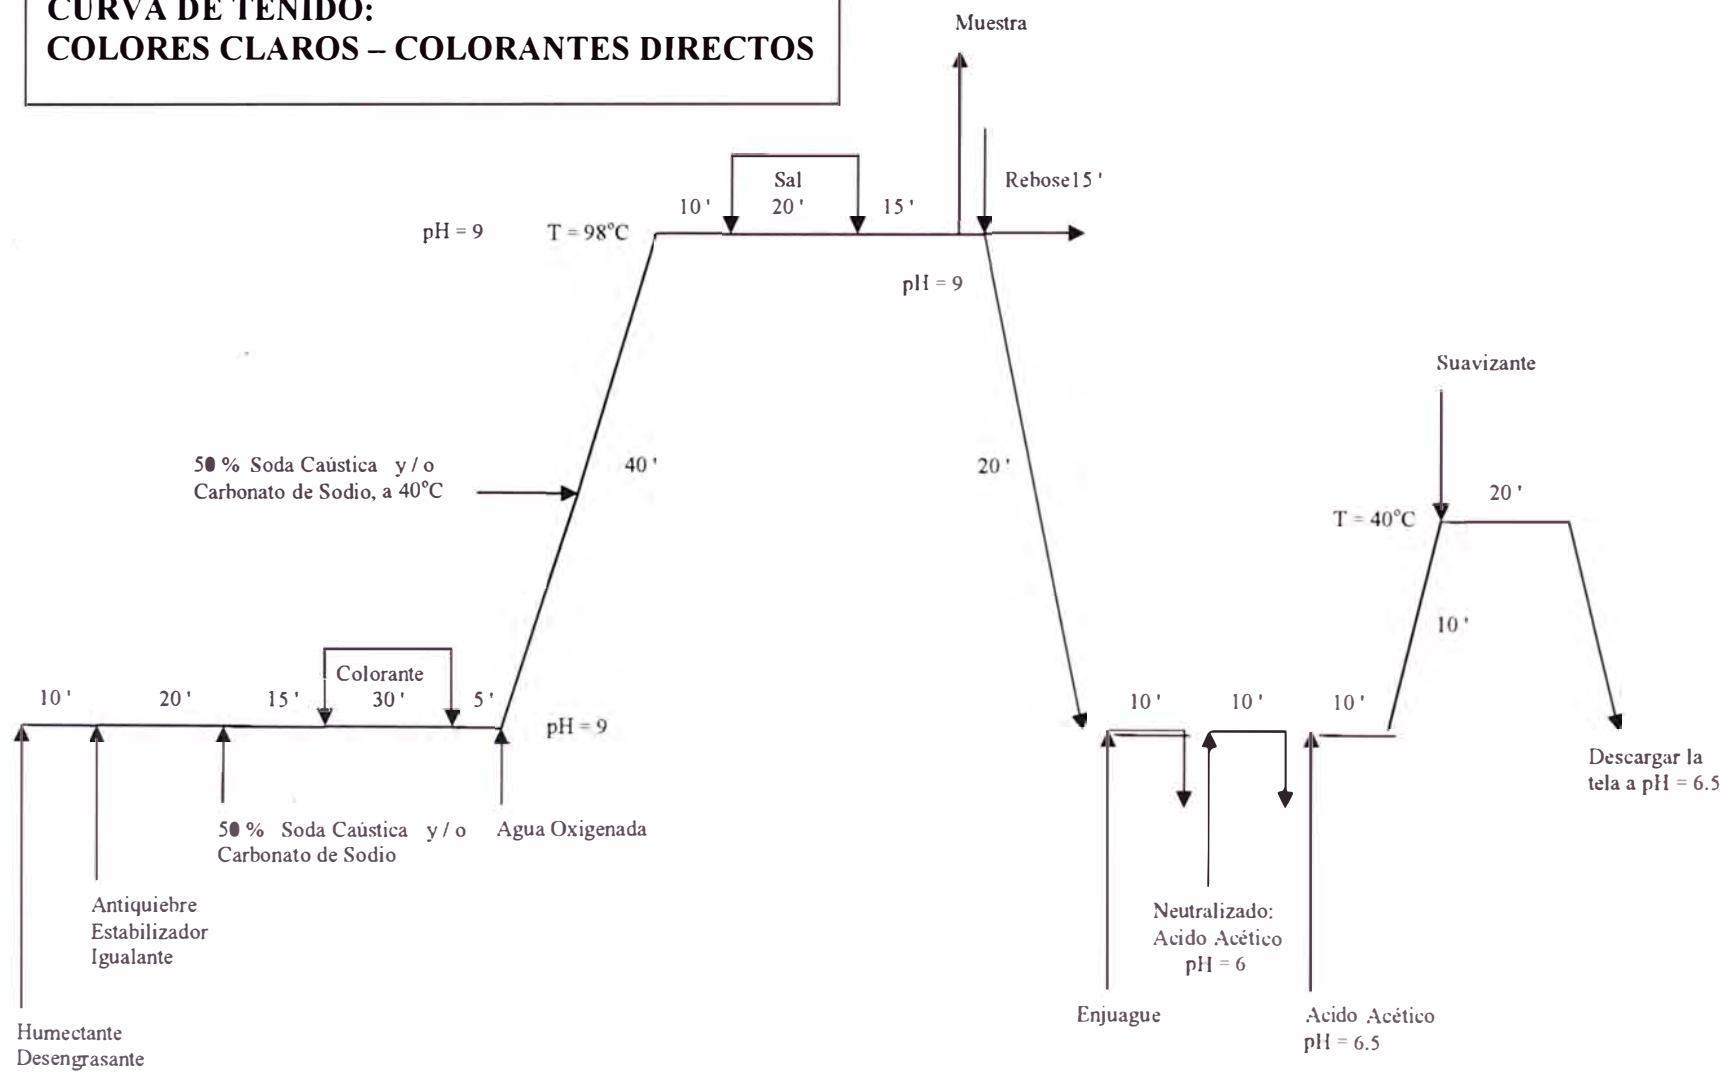 CURVA DE TEÑIDO:
COLORES CLAROS – COLORANTES DIRECTOS
Muestra
Sal
Rebose15 '
10 '
20 '
15 '
pH = 9
T = 98°C
pH = 9
Suavizante
50 % Soda Caústica y / o
Carbonato de Sodio, a 40°C
40 '
20 '
20 '
T = 40°C
10 '
Colorante
10 '
20 '
15 '
30 '
5 '
pH = 9
10 '
10 '
10 '
Descargar la
tela a pH = 6.5
50 % Soda Caústica y / o
Carbonato de Sodio
Agua Oxigenada
Antiquiebre
Estabilizador
Igualante
Neutralizado:
Acido Acético
pH = 6
Enjuague
Acido Acético
pH = 6.5
Humectante
Desengrasante